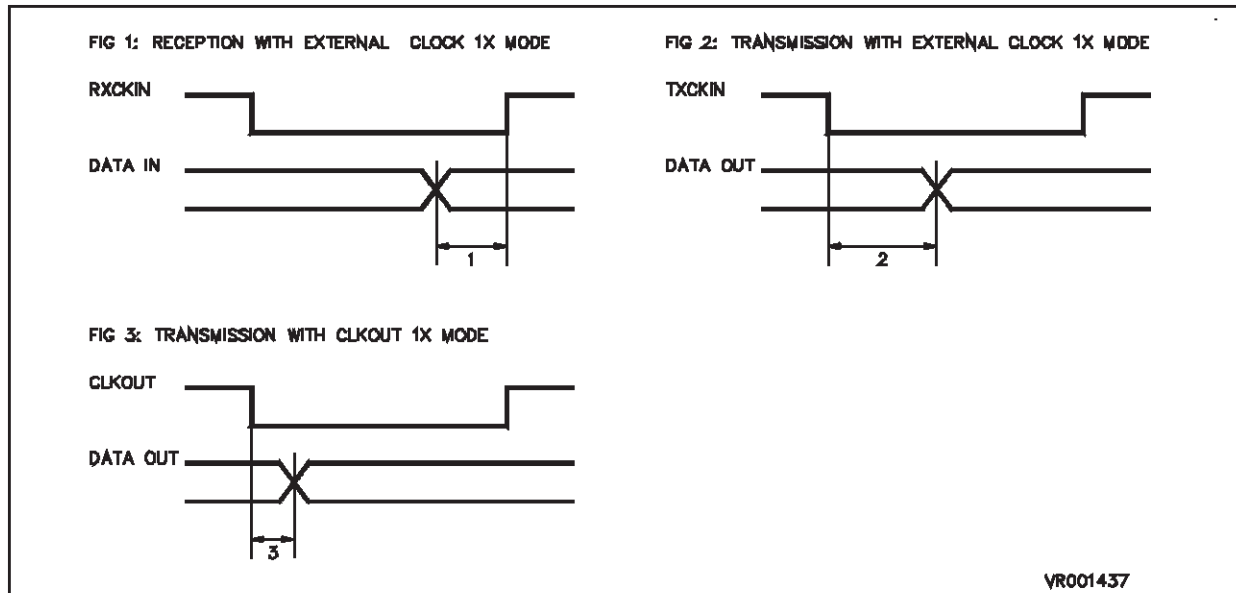 FIG 1: RECEPTION WITH EXTERNAL CLOCK 1X MODE
RXCKIN
DATA IN
1
FIG 2: TRANSMISSION WITH EXTERNAL CLOCK 1X MODE
TXCKIN
DATA OUT
2
FIG 3: TRANSMISSION WITH CLKOUT 1X MODE
CLKOUT
DATA OUT
3
VR001437